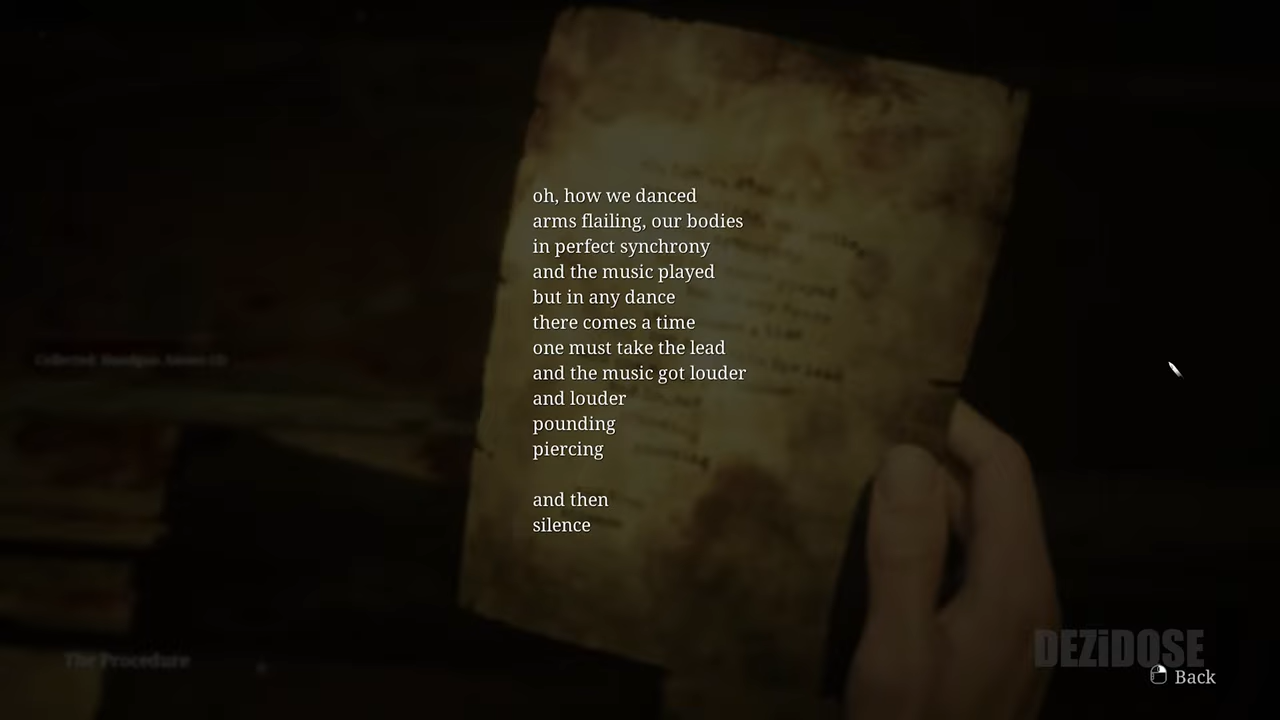 oh, how we danced
arms flailing, our bodies
in perfect synchrony
and the music played
but in any dance
there comes a time
one must take the lead
and the music got louder
and louder
pounding
piercing

and then
silence
The Procedure
DEZiDOSE
Back